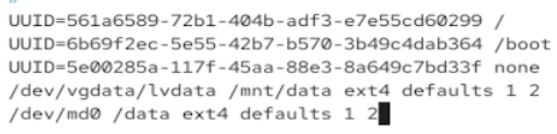 UUID=561a6589-72b1-404b-adf3-e7e55cd60299 /
UUID=6b69f2ec-5e55-42b7-b570-3b49c4dab364 /boot
UUID=5e00285a-117f-45aa-88e3-8a649c7bd33f none
/dev/vgdata/lvdata /mnt/data ext4 defaults 1 2
/dev/md0 /data ext4 defaults 1 2